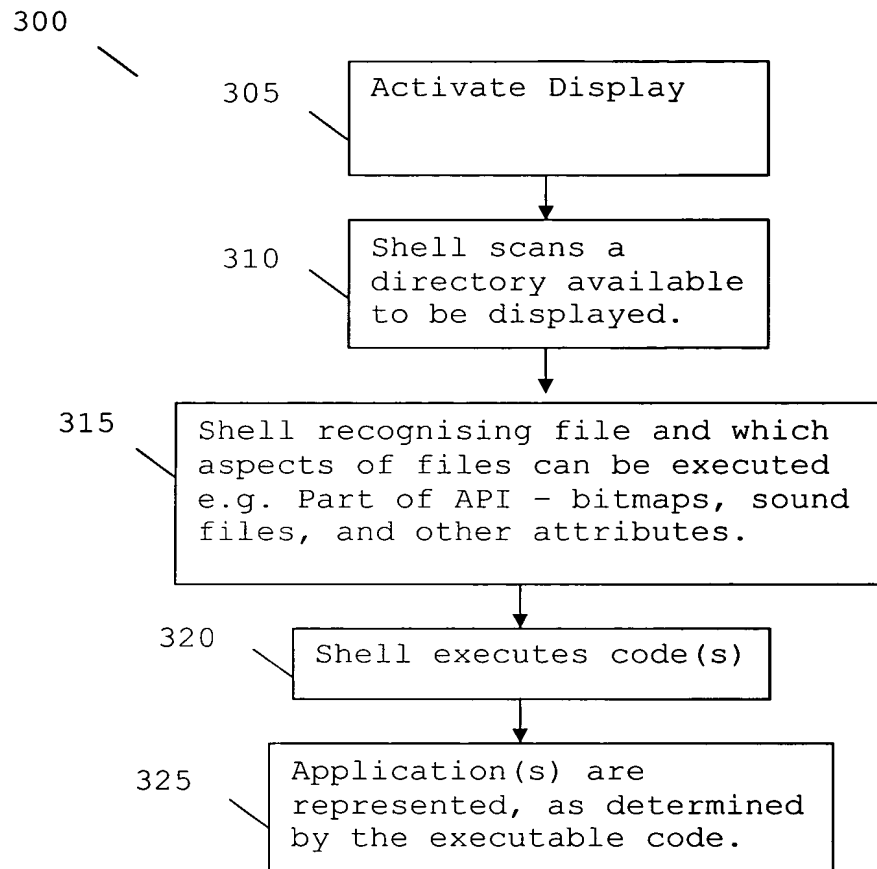 300
305
Activate Display
310
Shell scans a
directory available
to be displayed.
315
Shell recognising file and which
aspects of files can be executed
e.g. Part of API – bitmaps, sound
files, and other attributes.
320
Shell executes code(s)
325
Application(s) are
represented, as determined
by the executable code.